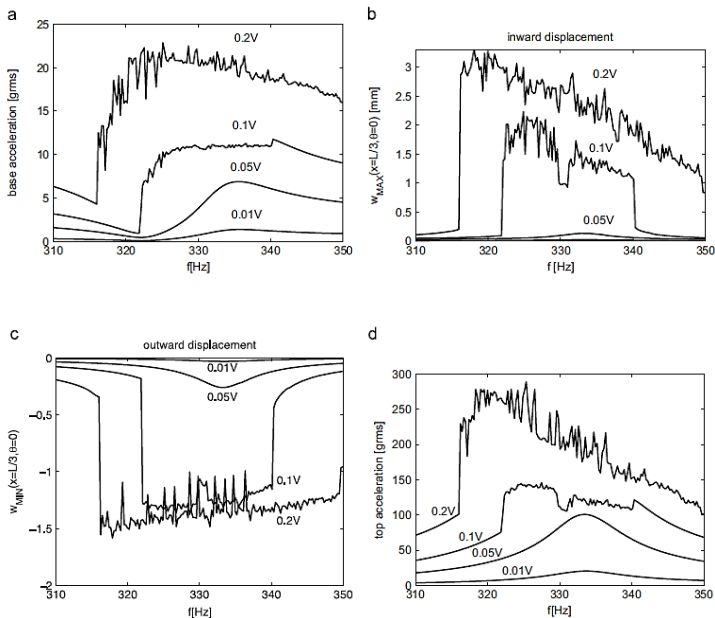 a
base acceleration [grms]
25
20
15
10
5
0
310
320
330
340
350
f[Hz]
0.2V
0.1V
0.05V
0.01V
b
inward displacement
wMAX(x=L/3,θ=0) [mm]
3
2.5
2
1.5
1
0.5
0
310
320
330
340
350
f [Hz]
0.2V
0.1V
0.05V
c
outward displacement
wMIN(x=L/3,θ=0)
0
−0.5
−1
−1.5
−2
310
320
330
340
350
f[Hz]
0.01V
0.05V
0.1V
0.2V
d
top acceleration [grms]
300
250
200
150
100
50
0
310
320
330
340
350
f[Hz]
0.2V
0.1V
0.05V
0.01V